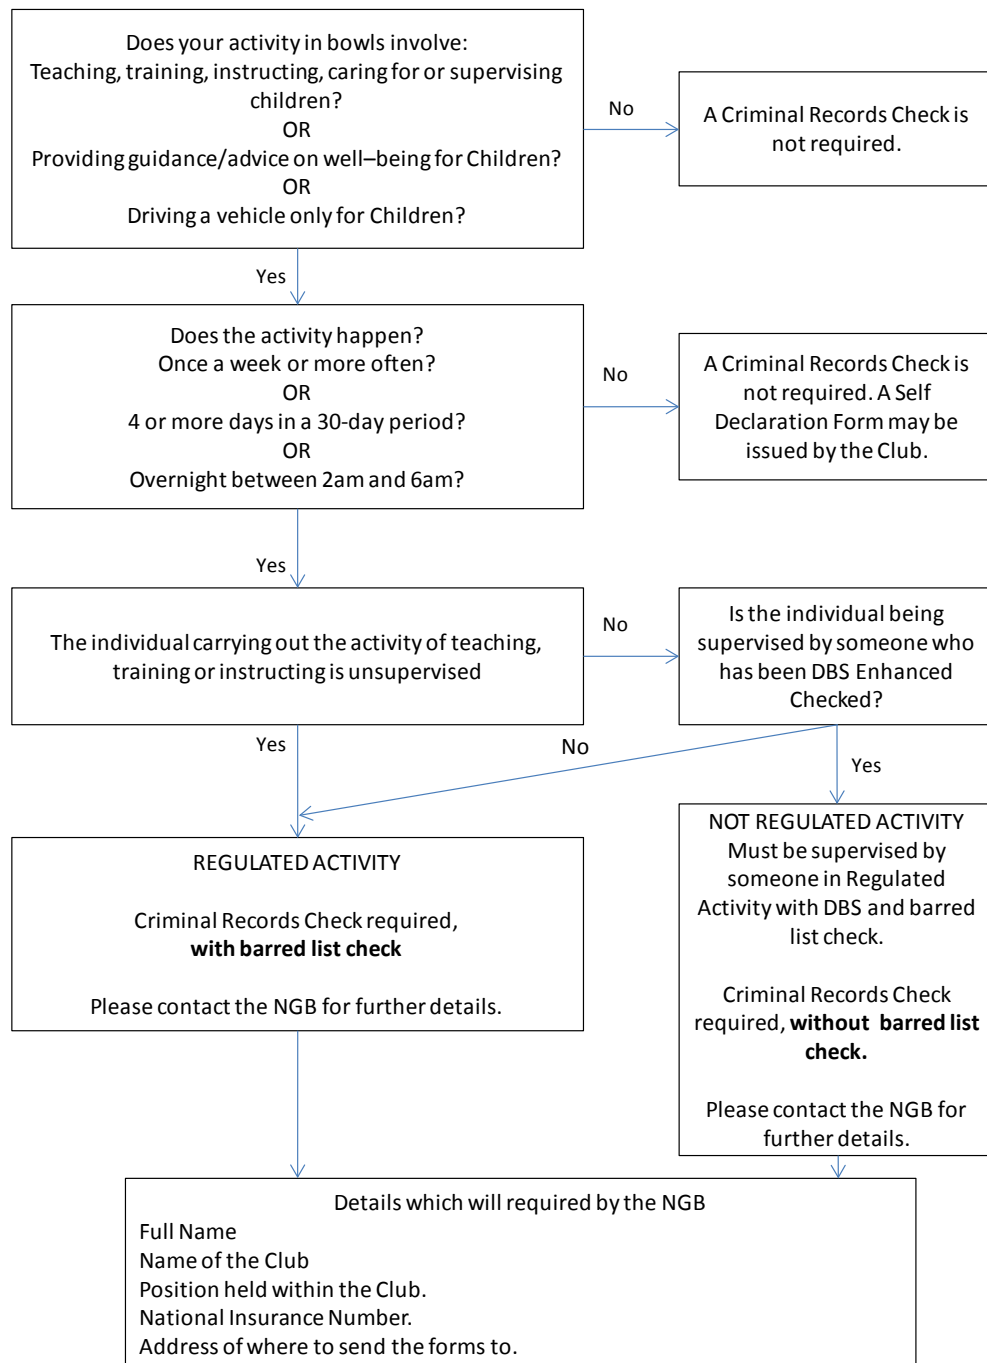 Does your activity in bowls involve:
Teaching, training, instructing, caring for or supervising
children?
OR
Providing guidance/advice on well–being for Children?
OR
Driving a vehicle only for Children?
No
A Criminal Records Check is
not required.
Yes
Does the activity happen?
Once a week or more often?
OR
4 or more days in a 30-day period?
OR
Overnight between 2am and 6am?
No
A Criminal Records Check is
not required. A Self
Declaration Form may be
issued by the Club.
Yes
The individual carrying out the activity of teaching,
training or instructing is unsupervised
No
Is the individual being
supervised by someone who
has been DBS Enhanced
Checked?
Yes
No
Yes
REGULATED ACTIVITY
Criminal Records Check required,
with barred list check
Please contact the NGB for further details.
NOT REGULATED ACTIVITY
Must be supervised by
someone in Regulated
Activity with DBS and barred
list check.
Criminal Records Check
required, without barred list
check.
Please contact the NGB for
further details.
Details which will required by the NGB
Full Name
Name of the Club
Position held within the Club.
National Insurance Number.
Address of where to send the forms to.